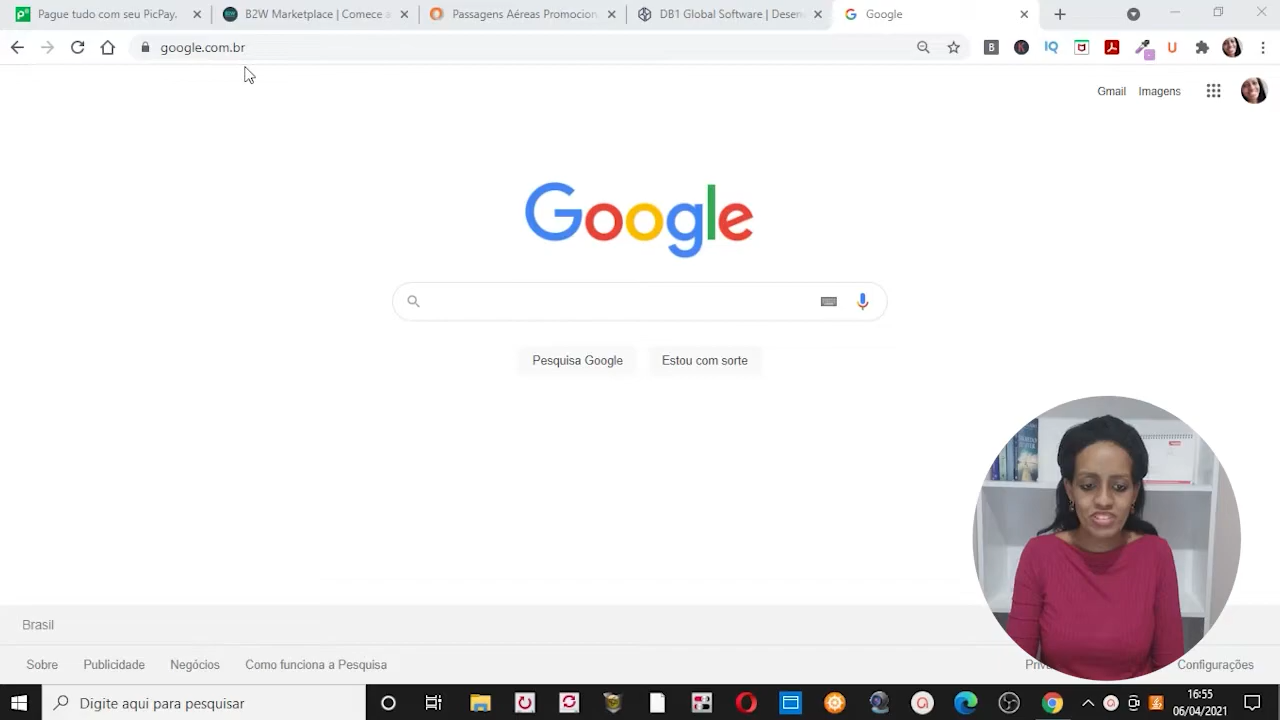 Pague tudo com seu PicPay.
B2W Marketplace | Comece a
Passagens Aéreas Promocion
DB1 Global Software | Desen
Google
google.com.br
Gmail
Imagens
Google
Pesquisa Google
Estou com sorte
Brasil
Sobre
Publicidade
Negócios
Como funciona a Pesquisa
Configurações
Digite aqui para pesquisar
16:55
06/04/2021